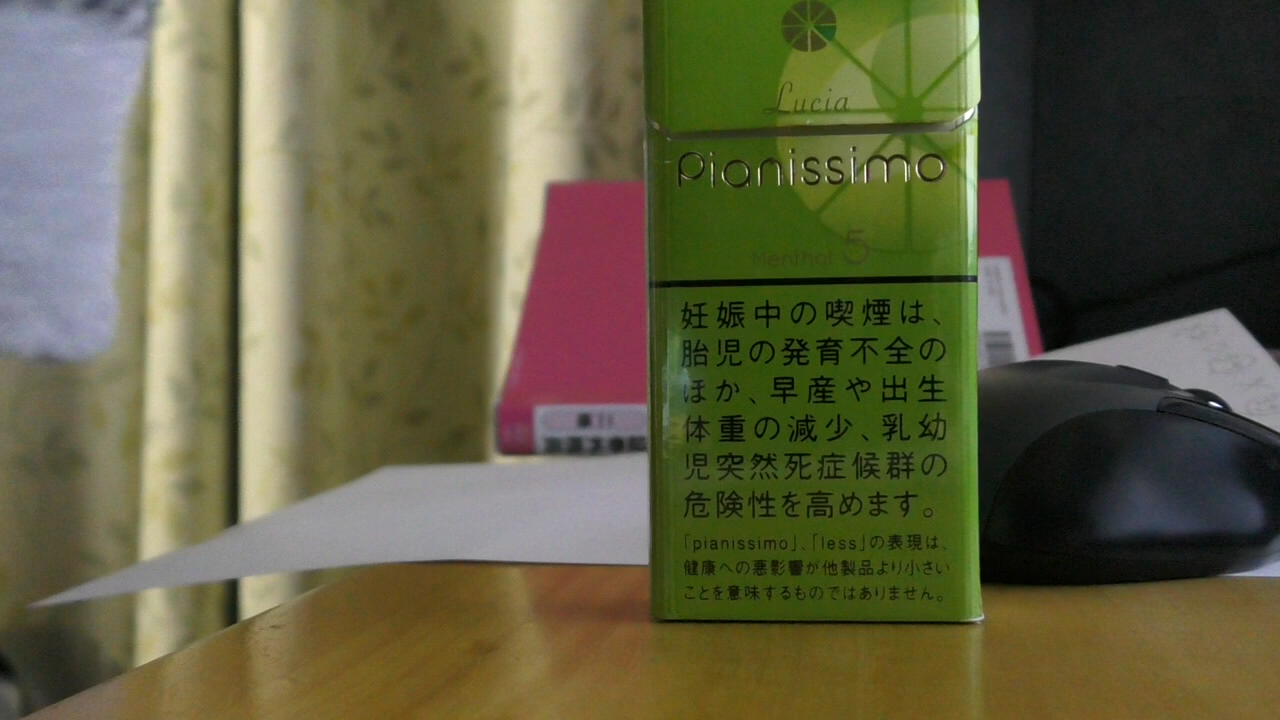 Lucia
Pianissimo
Menthol 5
妊娠中の喫煙は、
胎児の発育不全の
ほか、早産や出生
体重の減少、乳幼
児突然死症候群の
危険性を高めます。
「pianissimo」、「less」の表現は、
健康への悪影響が他製品より小さい
ことを意味するものではありません。